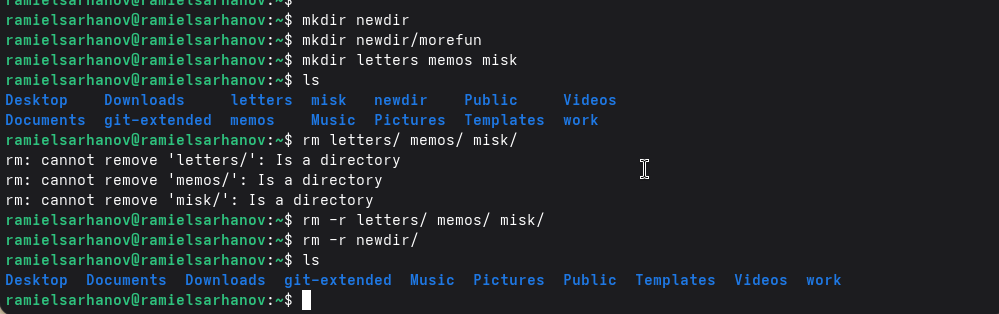 ramielsarhanov@ramielsarhanov:~$
ramielsarhanov@ramielsarhanov:~$ mkdir newdir
ramielsarhanov@ramielsarhanov:~$ mkdir newdir/morefun
ramielsarhanov@ramielsarhanov:~$ mkdir letters memos misk
ramielsarhanov@ramielsarhanov:~$ ls
Desktop    Downloads     letters  misk   newdir    Public     Videos
Documents  git-extended  memos    Music  Pictures  Templates  work
ramielsarhanov@ramielsarhanov:~$ rm letters/ memos/ misk/
rm: cannot remove 'letters/': Is a directory
rm: cannot remove 'memos/': Is a directory
rm: cannot remove 'misk/': Is a directory
ramielsarhanov@ramielsarhanov:~$ rm -r letters/ memos/ misk/
ramielsarhanov@ramielsarhanov:~$ rm -r newdir/
ramielsarhanov@ramielsarhanov:~$ ls
Desktop  Documents  Downloads  git-extended  Music  Pictures  Public  Templates  Videos  work
ramielsarhanov@ramielsarhanov:~$